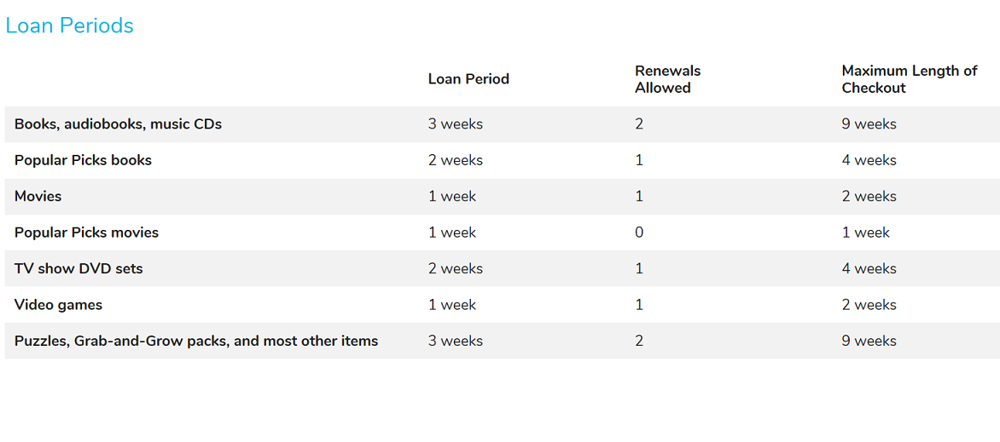 Loan Periods
Loan Period Renewals Allowed Maximum Length of Checkout
Books, audiobooks, music CDs 3 weeks 2 9 weeks
Popular Picks books 2 weeks 1 4 weeks
Movies 1 week 1 2 weeks
Popular Picks movies 1 week 0 1 week
TV show DVD sets 2 weeks 1 4 weeks
Video games 1 week 1 2 weeks
Puzzles, Grab-and-Grow packs, and most other items 3 weeks 2 9 weeks